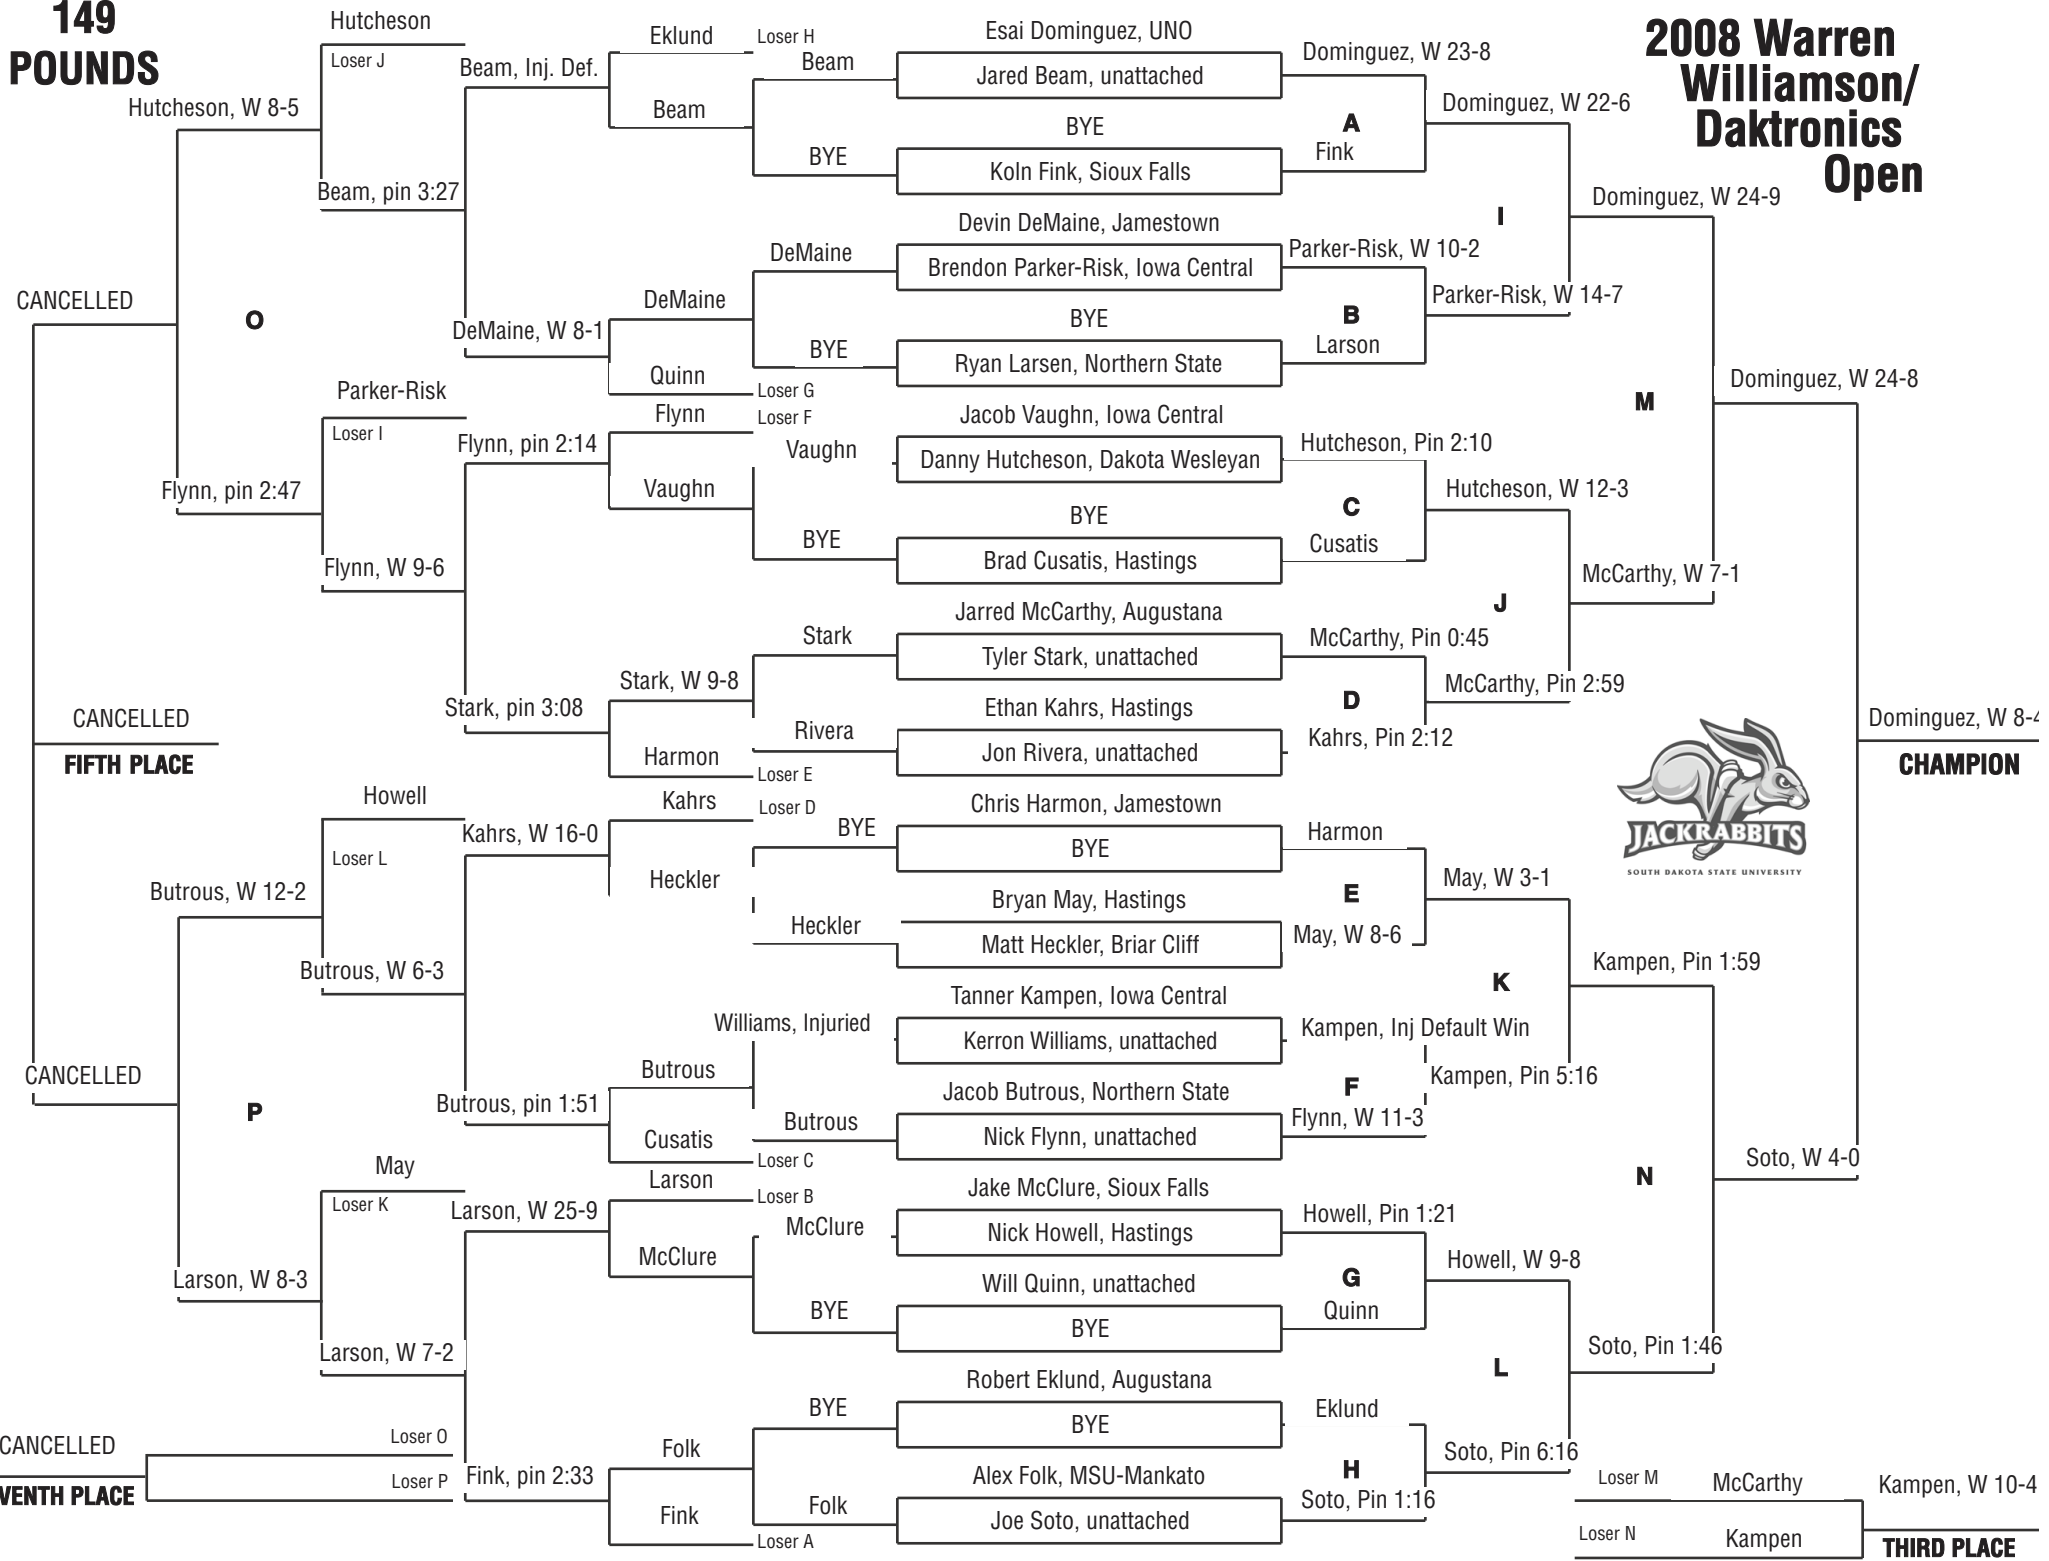 149
POUNDS
2008 Warren
Williamson/
Daktronics
Open
Hutcheson
Loser J
Hutcheson, W 8-5
Beam, pin 3:27
CANCELLED
O
Parker-Risk
Loser I
Flynn, pin 2:47
Flynn, W 9-6
CANCELLED
FIFTH PLACE
Howell
Loser L
Butrous, W 12-2
Butrous, W 6-3
CANCELLED
P
May
Loser K
Larson, W 8-3
Larson, W 7-2
CANCELLED
Loser O
Loser P
VENTH PLACE
Beam, Inj. Def.
DeMaine, W 8-1
Flynn, pin 2:14
Stark, pin 3:08
Kahrs, W 16-0
Butrous, pin 1:51
Larson, W 25-9
Fink, pin 2:33
Eklund
Loser H
Beam
Beam
BYE
DeMaine
DeMaine
BYE
Quinn
Loser G
Flynn
Loser F
Vaughn
Vaughn
BYE
Stark
Stark, W 9-8
Rivera
Harmon
Loser E
Kahrs
Loser D
BYE
Heckler
Heckler
Williams, Injuried
Butrous
Butrous
Cusatis
Loser C
Larson
Loser B
McClure
McClure
BYE
BYE
Folk
Folk
Fink
Loser A
Esai Dominguez, UNO
Jared Beam, unattached
BYE
Koln Fink, Sioux Falls
Devin DeMaine, Jamestown
Brendon Parker-Risk, Iowa Central
BYE
Ryan Larsen, Northern State
Jacob Vaughn, Iowa Central
Danny Hutcheson, Dakota Wesleyan
BYE
Brad Cusatis, Hastings
Jarred McCarthy, Augustana
Tyler Stark, unattached
Ethan Kahrs, Hastings
Jon Rivera, unattached
Chris Harmon, Jamestown
BYE
Bryan May, Hastings
Matt Heckler, Briar Cliff
Tanner Kampen, Iowa Central
Kerron Williams, unattached
Jacob Butrous, Northern State
Nick Flynn, unattached
Jake McClure, Sioux Falls
Nick Howell, Hastings
Will Quinn, unattached
BYE
Robert Eklund, Augustana
BYE
Alex Folk, MSU-Mankato
Joe Soto, unattached
Dominguez, W 23-8
A
Fink
Parker-Risk, W 10-2
B
Larson
Hutcheson, Pin 2:10
C
Cusatis
McCarthy, Pin 0:45
D
Kahrs, Pin 2:12
Harmon
E
May, W 8-6
Kampen, Inj Default Win
F
Flynn, W 11-3
Howell, Pin 1:21
G
Quinn
Eklund
H
Soto, Pin 1:16
Dominguez, W 22-6
I
Parker-Risk, W 14-7
Hutcheson, W 12-3
J
McCarthy, Pin 2:59
May, W 3-1
K
Kampen, Pin 5:16
Howell, W 9-8
L
Soto, Pin 6:16
Dominguez, W 24-9
M
McCarthy, W 7-1
Kampen, Pin 1:59
N
Soto, Pin 1:46
Dominguez, W 24-8
Soto, W 4-0
Dominguez, W 8-4
CHAMPION
JACKRABBITS
SOUTH DAKOTA STATE UNIVERSITY
Loser M
McCarthy
Loser N
Kampen
Kampen, W 10-4
THIRD PLACE